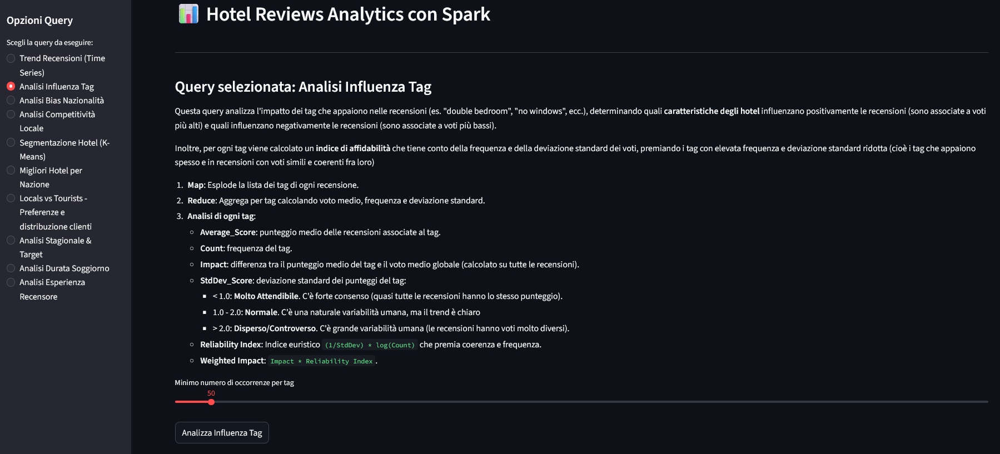 Opzioni Query
Scegli la query da eseguire:
Trend Recensioni (Time
Series)
Analisi Influenza Tag
Analisi Bias Nazionalità
Analisi Competitività
Locale
Segmentazione Hotel (K-
Means)
Migliori Hotel per
Nazione
Locals vs Tourists -
Preferenze e
distribuzione clienti
Analisi Stagionale &
Target
Analisi Durata Soggiorno
Analisi Esperienza
Recensore
Hotel Reviews Analytics con Spark
Query selezionata: Analisi Influenza Tag
Questa query analizza l'impatto dei tag che appaiono nelle recensioni (es. "double bedroom", "no windows", ecc.), determinando quali caratteristiche degli hotel influenzano positivamente le recensioni (sono associate a voti
più alti) e quali influenzano negativamente le recensioni (sono associate a voti più bassi).
Inoltre, per ogni tag viene calcolato un indice di affidabilità che tiene conto della frequenza e della deviazione standard dei voti, premiando i tag con elevata frequenza e deviazione standard ridotta (cioè i tag che appaiono
spesso e in recensioni con voti simili e coerenti fra loro)
1. Map: Esplode la lista dei tag di ogni recensione.
2. Reduce: Aggrega per tag calcolando voto medio, frequenza e deviazione standard.
3. Analisi di ogni tag:
Average_Score: punteggio medio delle recensioni associate al tag.
Count: frequenza del tag.
Impact: differenza tra il punteggio medio del tag e il voto medio globale (calcolato su tutte le recensioni).
StdDev_Score: deviazione standard dei punteggi del tag:
< 1.0: Molto Attendibile. C'è forte consenso (quasi tutte le recensioni hanno lo stesso punteggio).
1.0 - 2.0: Normale. C'è una naturale variabilità umana, ma il trend è chiaro
> 2.0: Disperso/Controverso. C'è grande variabilità umana (le recensioni hanno voti molto diversi).
Reliability Index: Indice euristico (1/StdDev) * log(Count) che premia coerenza e frequenza.
Weighted Impact: Impact * Reliability Index.
Minimo numero di occorrenze per tag
50
Analizza Influenza Tag